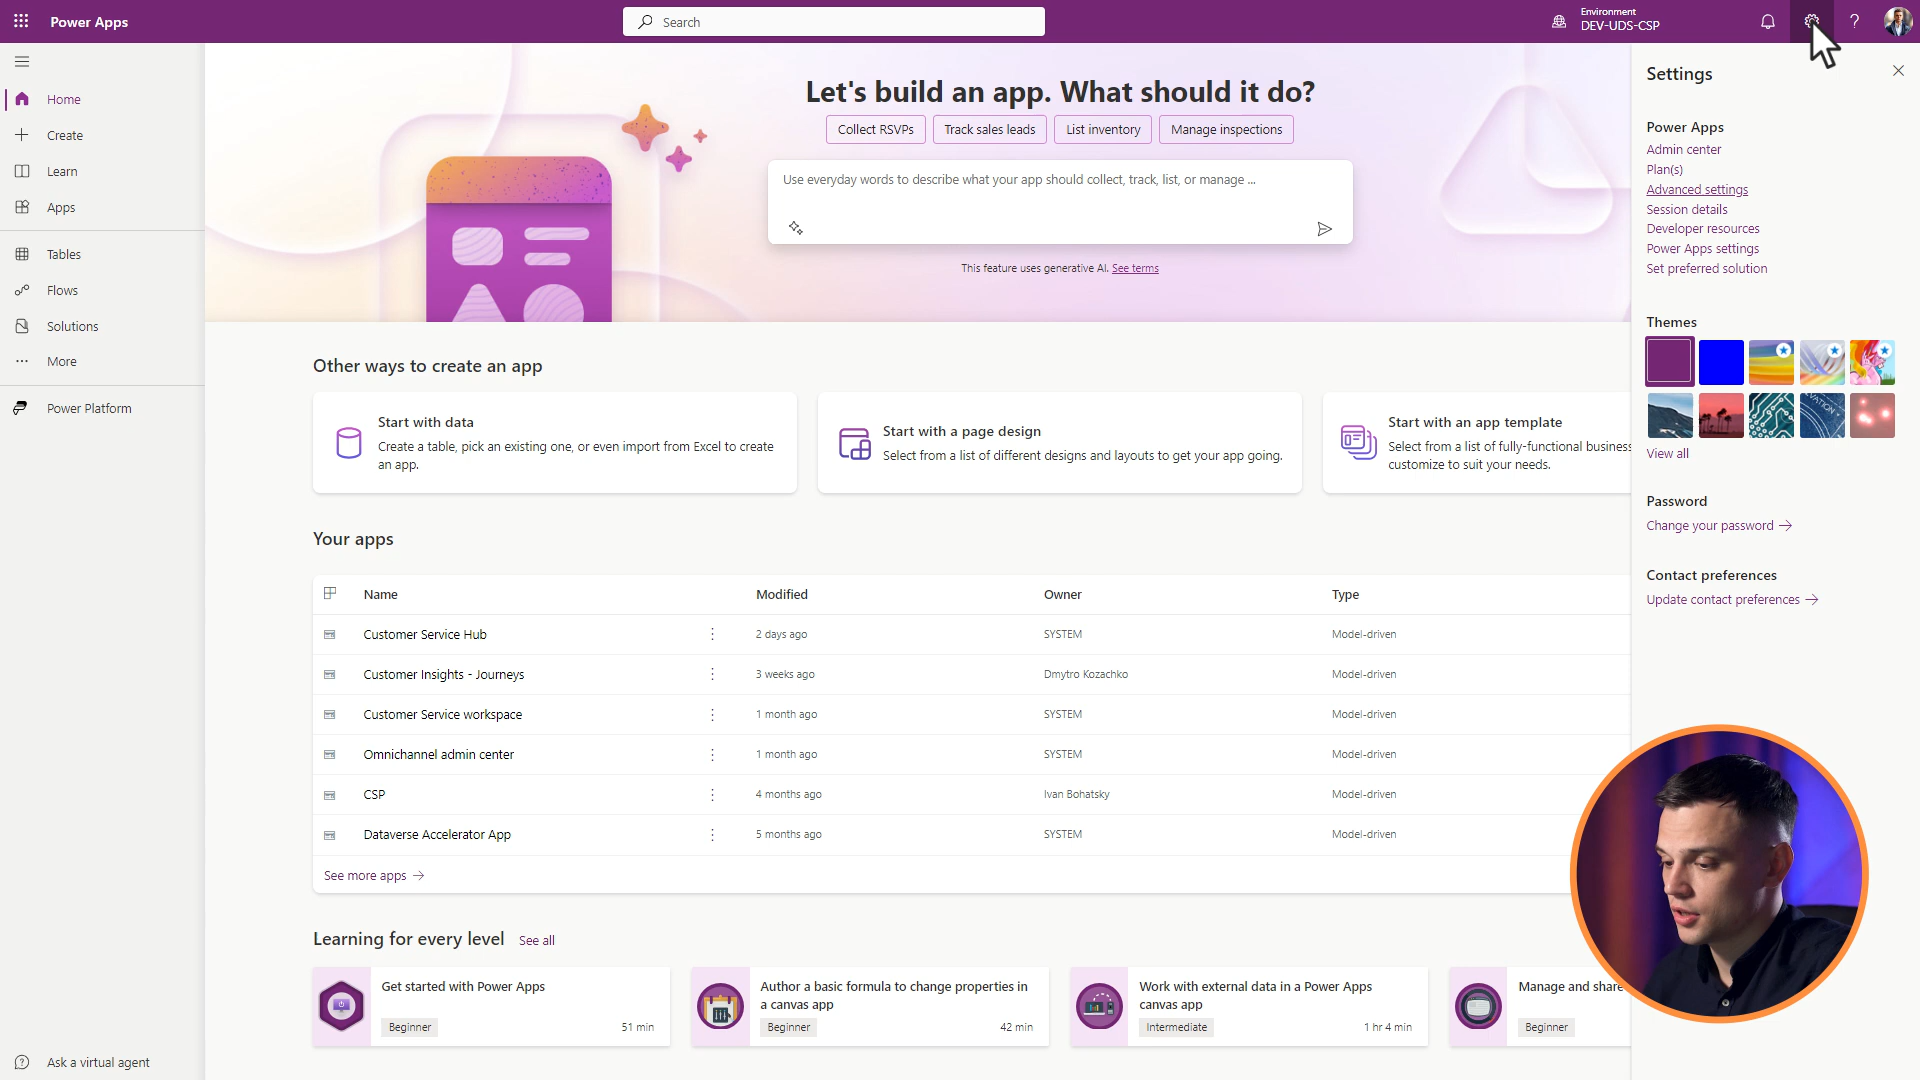 Power Apps
Search
Environment
DEV-UDS-CSP
Home
Create
Learn
Apps
Tables
Flows
Solutions
More
Power Platform
Ask a virtual agent
Let's build an app. What should it do?
Collect RSVPs
Track sales leads
List inventory
Manage inspections
Use everyday words to describe what your app should collect, track, list, or manage ...
This feature uses generative AI. See terms
Other ways to create an app
Start with data
Create a table, pick an existing one, or even import from Excel to create
an app.
Start with a page design
Select from a list of different designs and layouts to get your app going.
Start with an app template
Select from a list of fully-functional business
customize to suit your needs.
Your apps
Name Modified Owner Type
Customer Service Hub 2 days ago SYSTEM Model-driven
Customer Insights - Journeys 3 weeks ago Dmytro Kozachko Model-driven
Customer Service workspace 1 month ago SYSTEM Model-driven
Omnichannel admin center 1 month ago SYSTEM Model-driven
CSP 4 months ago Ivan Bohatsky Model-driven
Dataverse Accelerator App 5 months ago SYSTEM Model-driven
See more apps
Learning for every level See all
Get started with Power Apps
Beginner 51 min
Author a basic formula to change properties in
a canvas app
Beginner 42 min
Work with external data in a Power Apps
canvas app
Intermediate 1 hr 4 min
Manage and share
Beginner
Settings
Power Apps
Admin center
Plan(s)
Advanced settings
Session details
Developer resources
Power Apps settings
Set preferred solution
Themes
View all
Password
Change your password
Contact preferences
Update contact preferences